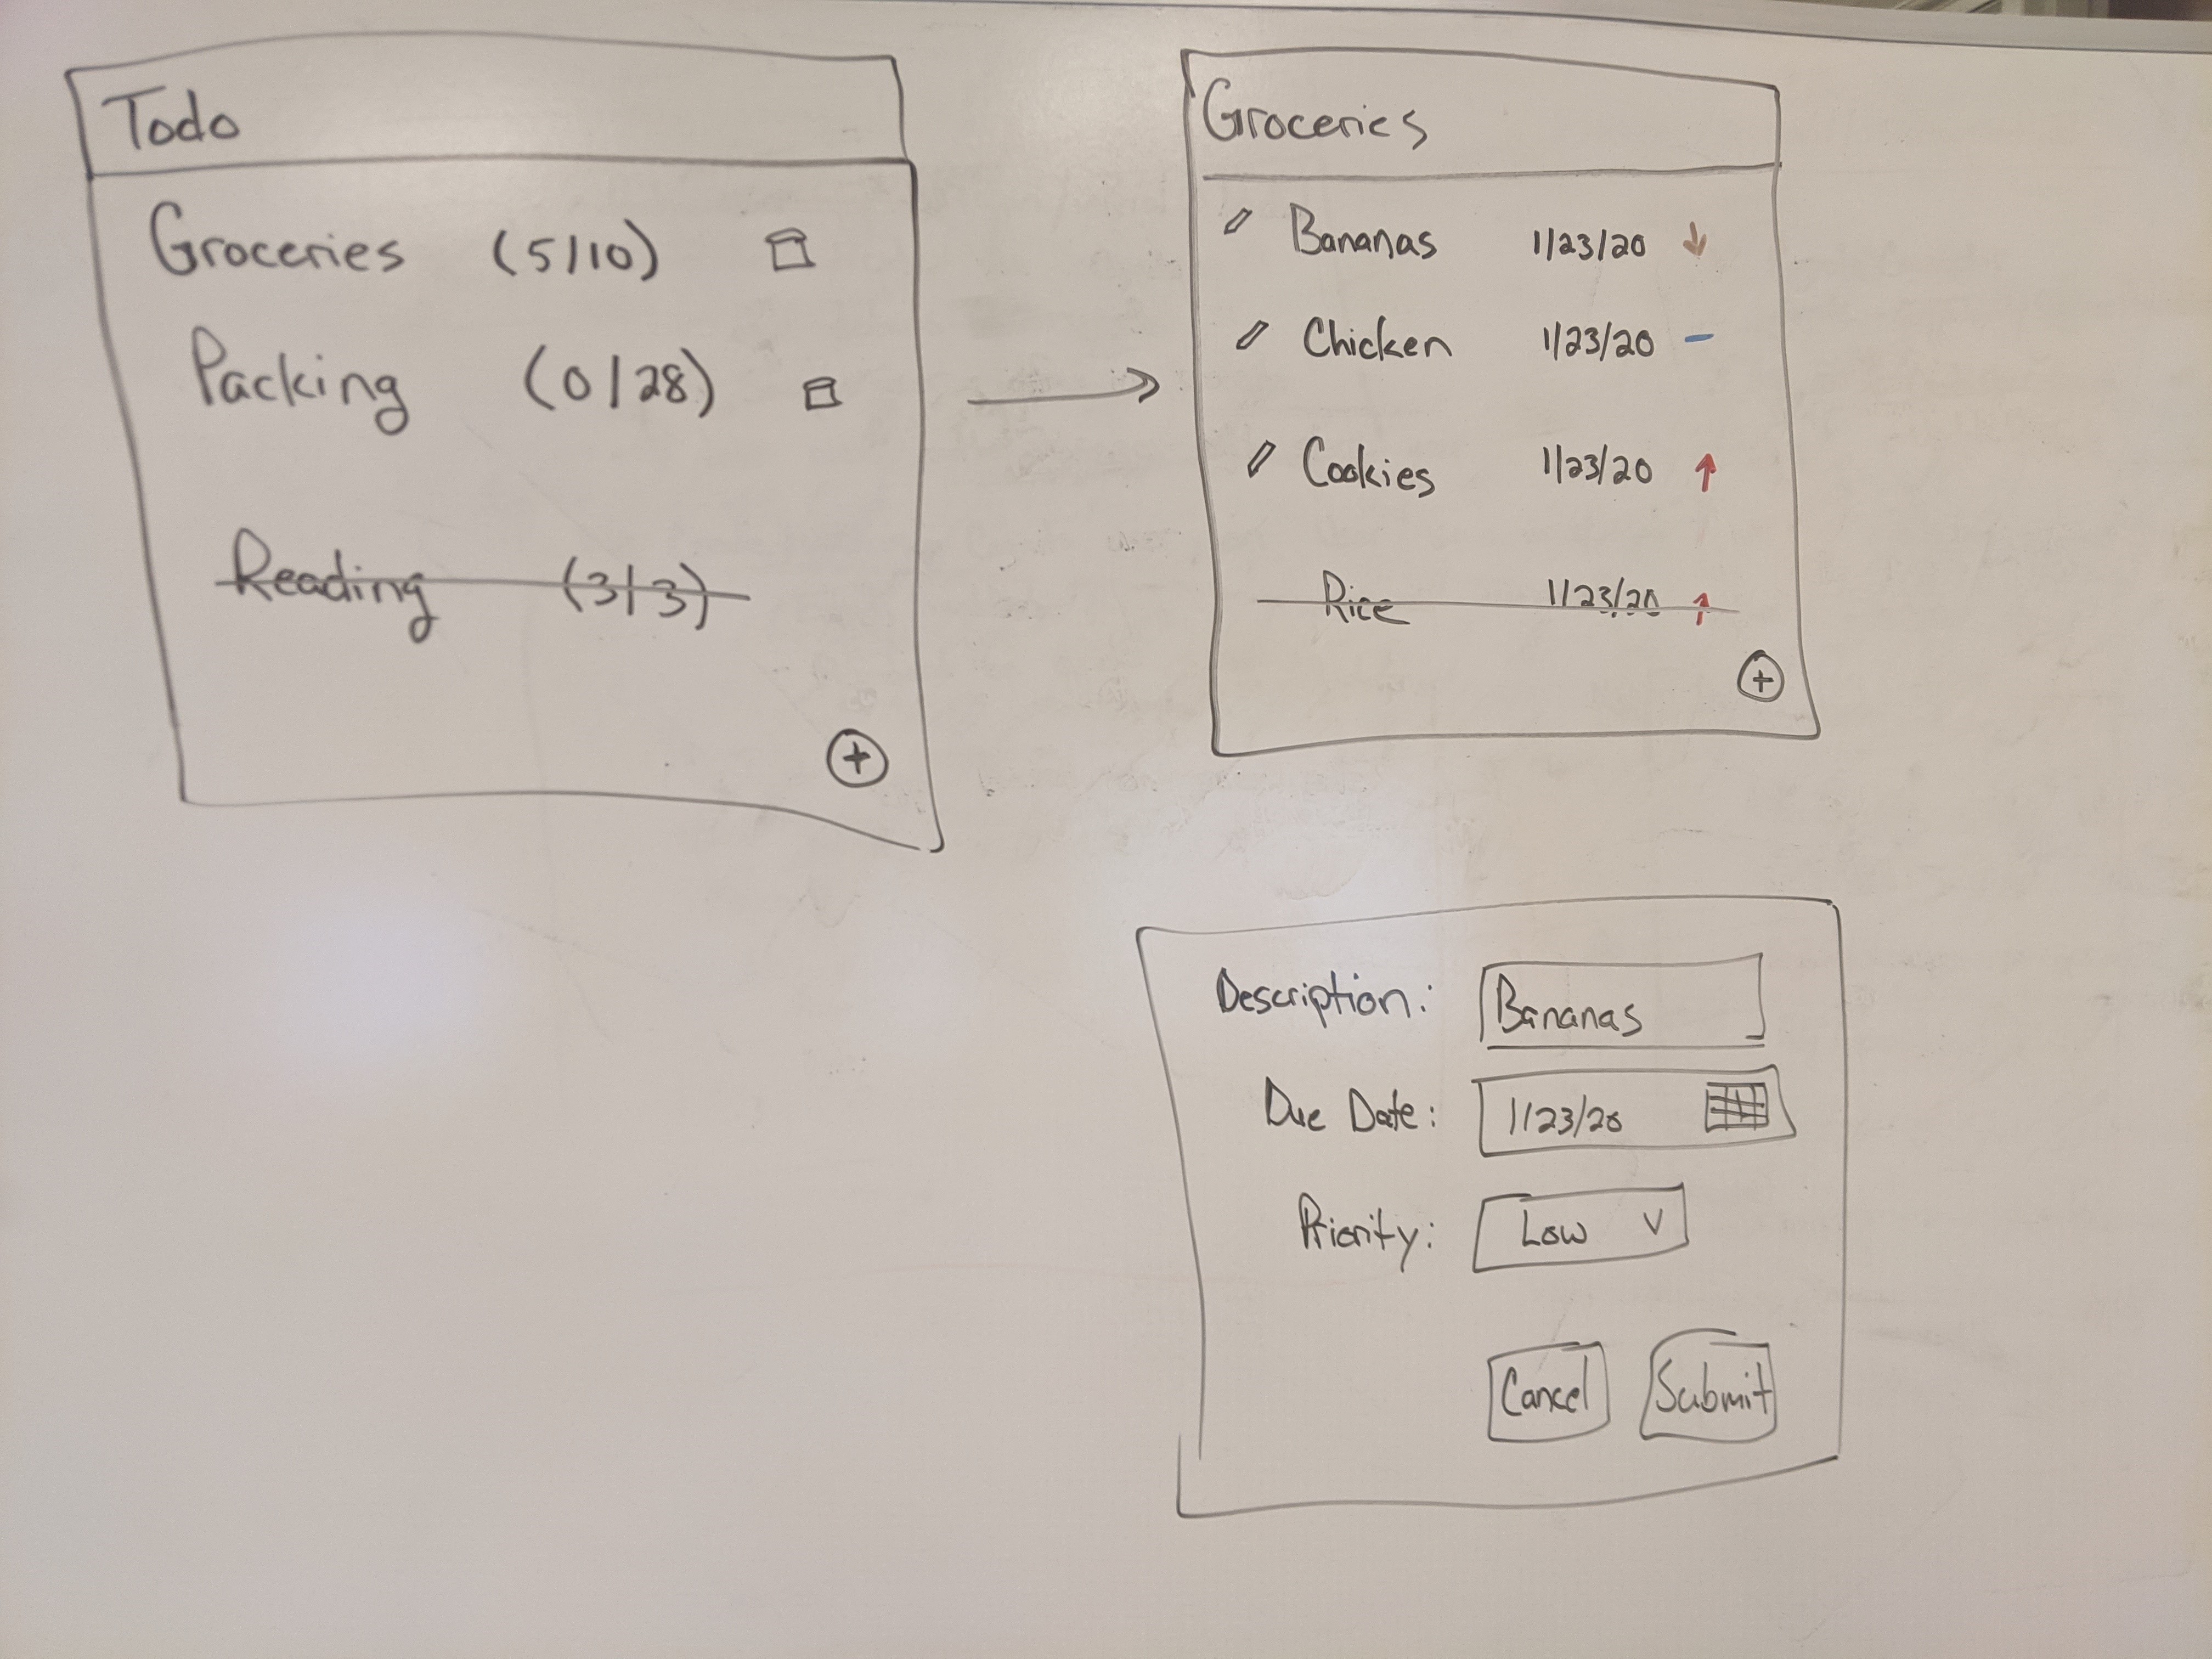 Todo
Groceries (5/10)
Packing (0/28)
Reading (3/3)
+
Groceries
Bananas 1/23/20
Chicken 1/23/20
Cookies 1/23/20
Rice 1/23/20
+
Description: Bananas
Due Date: 1/23/20
Priority: Low V
Cancel Submit